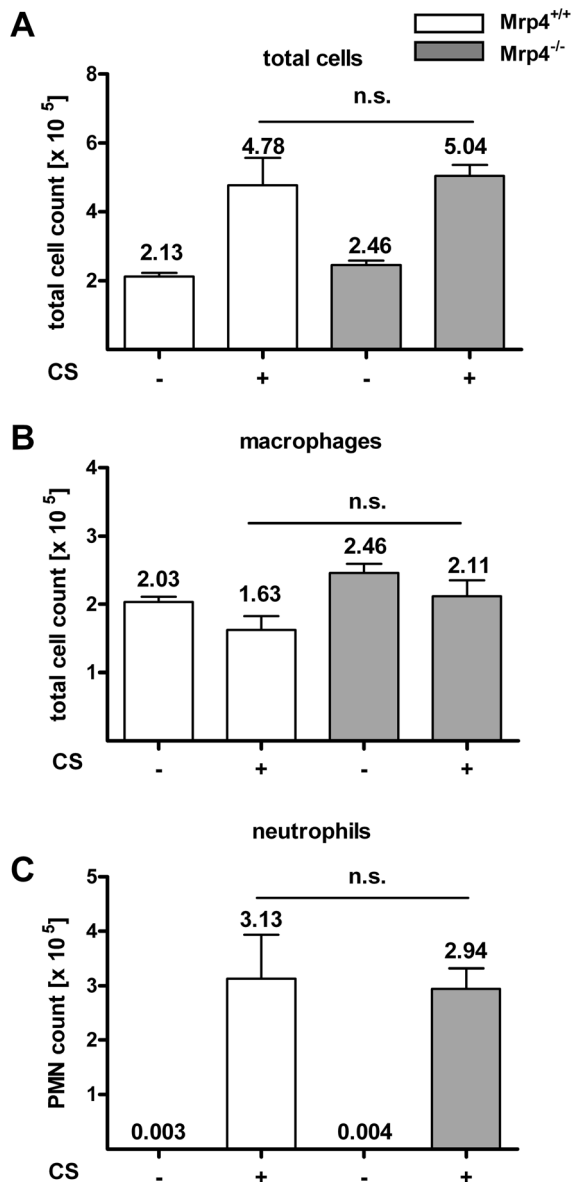 A
Mrp4+/+
Mrp4-/-
total cells
n.s.
total cell count [x 10 5]
8
6
4
2
2.13
4.78
2.46
5.04
CS
- + - +
B
macrophages
n.s.
total cell count [x 10 5]
4
3
2
1
2.03
1.63
2.46
2.11
CS
- + - +
neutrophils
C
n.s.
PMN count [x 10 5]
5
4
3
2
1
0.003
3.13
0.004
2.94
CS
- + - +